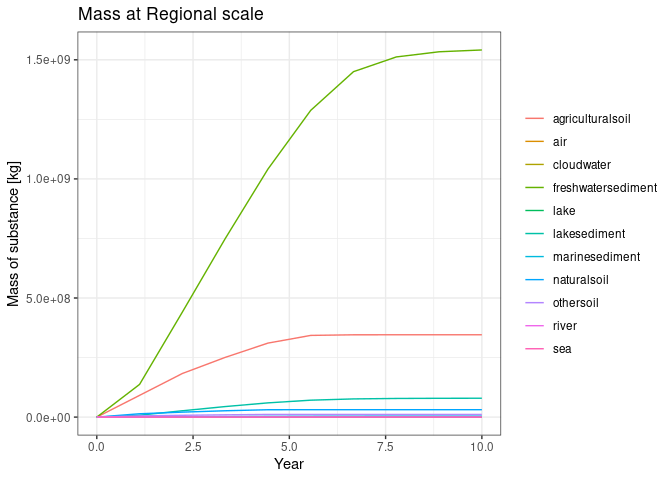 Mass at Regional scale
Mass of substance [kg]
1.5e+09
1.0e+09
5.0e+08
0.0e+00
0.0
2.5
5.0
7.5
10.0
Year
agriculturalsoil
air
cloudwater
freshwatersediment
lake
lakesediment
marinesediment
naturalsoil
othersoil
river
sea